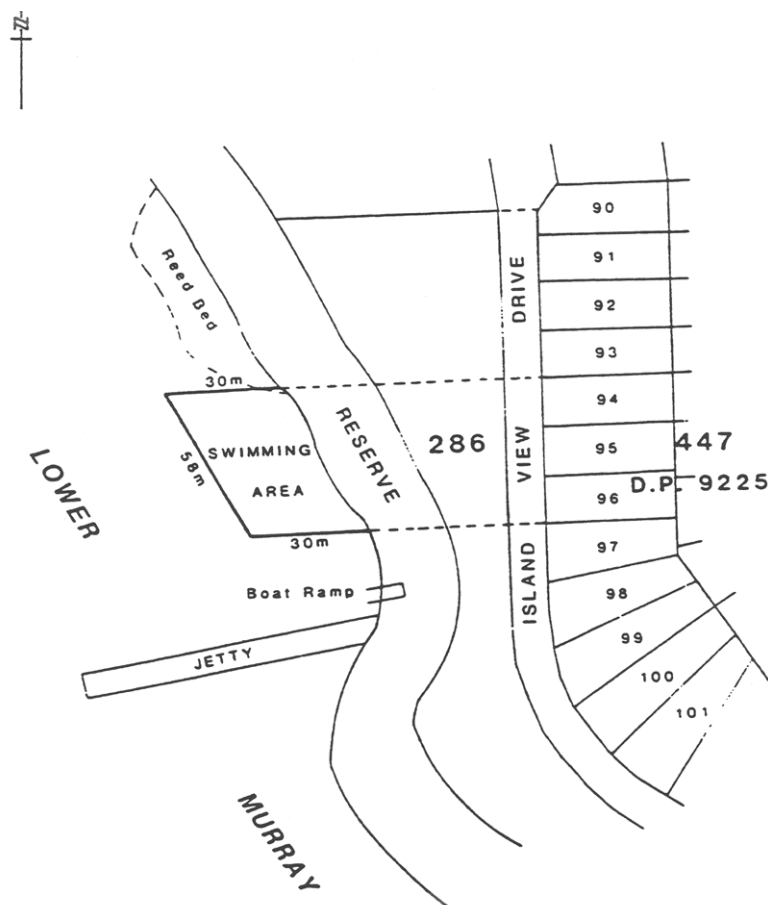 N
90
91
DRIVE
Reed Bed
92
93
30m
94
RESERVE
286
VIEW
95
447
SWIMMING
AREA
58m
LOWER
96
D.P. 9225
30m
97
ISLAND
Boat Ramp
98
99
JETTY
100
101
MURRAY